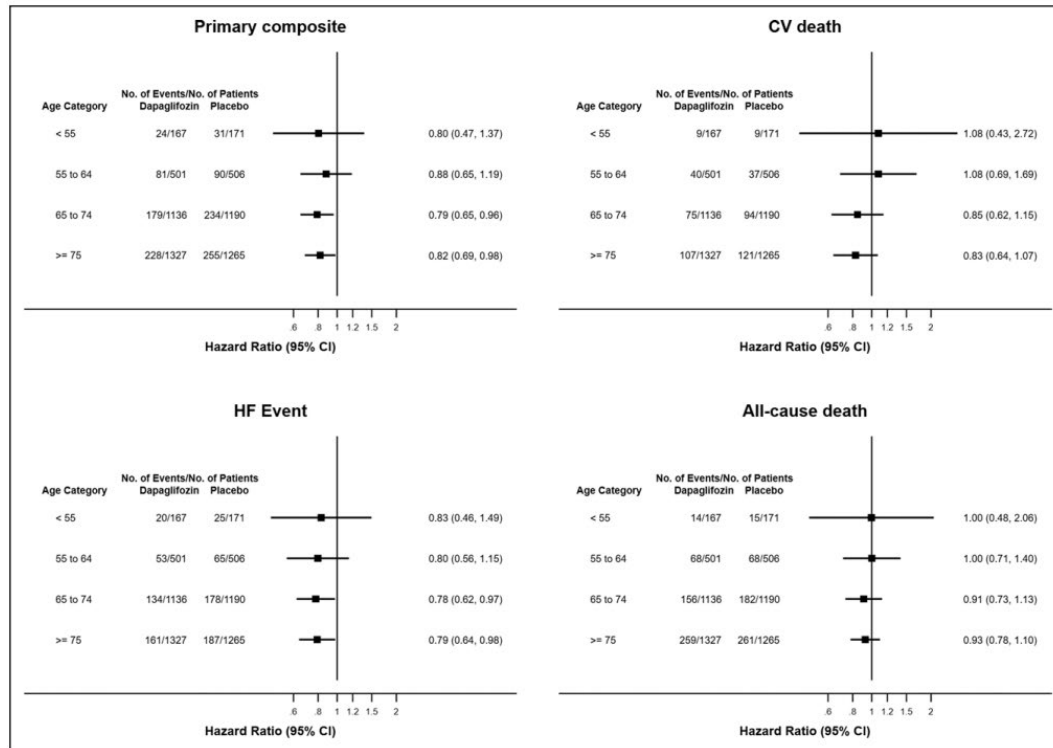 Primary composite
No. of Events/No. of Patients
Age Category Dapaglifozin Placebo
< 55 24/167 31/171 0.80 (0.47, 1.37)
55 to 64 81/501 90/506 0.88 (0.65, 1.19)
65 to 74 179/1136 234/1190 0.79 (0.65, 0.96)
>= 75 228/1327 255/1265 0.82 (0.69, 0.98)
.6 .8 1 1.2 1.5 2
Hazard Ratio (95% CI)
CV death
No. of Events/No. of Patients
Age Category Dapaglifozin Placebo
< 55 9/167 9/171 1.08 (0.43, 2.72)
55 to 64 40/501 37/506 1.08 (0.69, 1.69)
65 to 74 75/1136 94/1190 0.85 (0.62, 1.15)
>= 75 107/1327 121/1265 0.83 (0.64, 1.07)
.6 .8 1 1.2 1.5 2
Hazard Ratio (95% CI)
HF Event
No. of Events/No. of Patients
Age Category Dapaglifozin Placebo
< 55 20/167 25/171 0.83 (0.46, 1.49)
55 to 64 53/501 65/506 0.80 (0.56, 1.15)
65 to 74 134/1136 178/1190 0.78 (0.62, 0.97)
>= 75 161/1327 187/1265 0.79 (0.64, 0.98)
.6 .8 1 1.2 1.5 2
Hazard Ratio (95% CI)
All-cause death
No. of Events/No. of Patients
Age Category Dapaglifozin Placebo
< 55 14/167 15/171 1.00 (0.48, 2.06)
55 to 64 68/501 68/506 1.00 (0.71, 1.40)
65 to 74 156/1136 182/1190 0.91 (0.73, 1.13)
>= 75 259/1327 261/1265 0.93 (0.78, 1.10)
.6 .8 1 1.2 1.5 2
Hazard Ratio (95% CI)